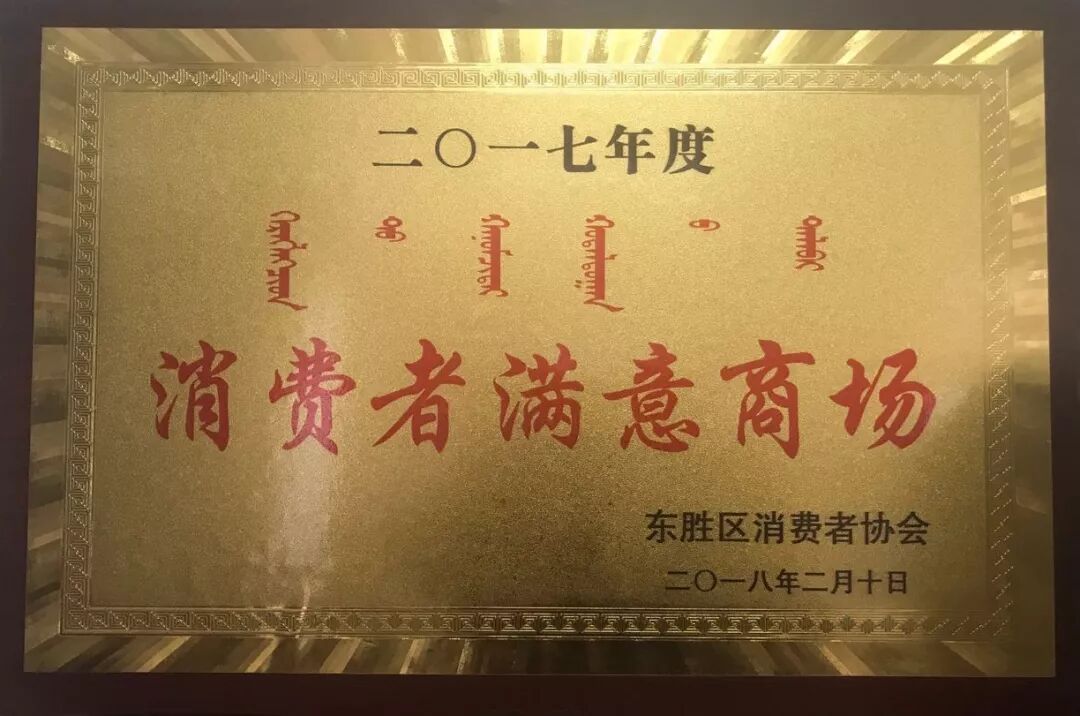 二〇一七年度
消费者满意商场
东胜区消费者协会
二〇一八年二月十日